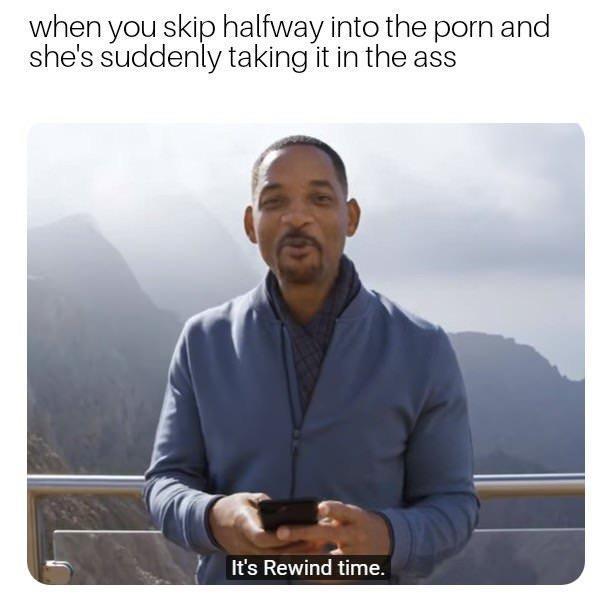 when you skip halfway into the porn and
she's suddenly taking it in the ass
It's Rewind time.